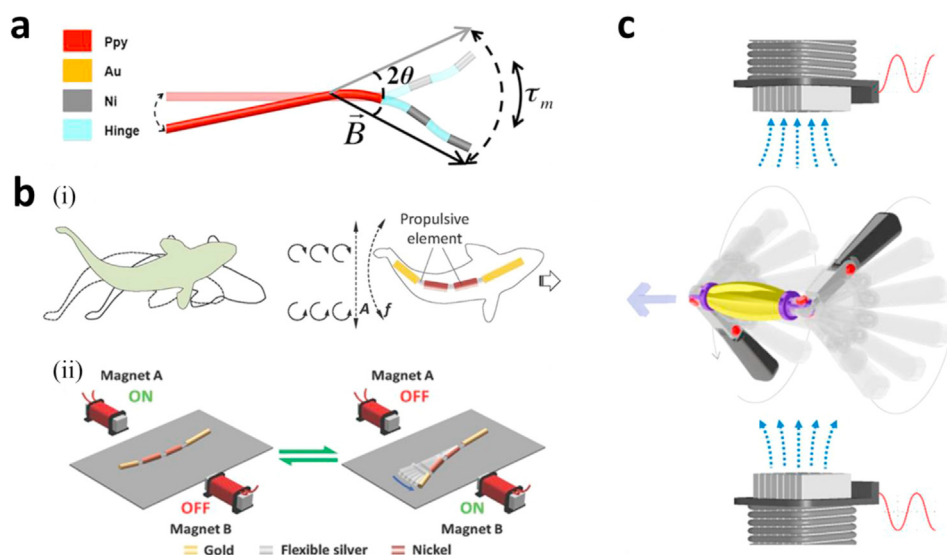 a
Ppy
Au
Ni
Hinge
2θ
B⃗
τm
b (i)
Propulsive
element
A
f
(ii)
Magnet A
ON
OFF
Magnet B
Magnet A
OFF
ON
Magnet B
Gold
Flexible silver
Nickel
c